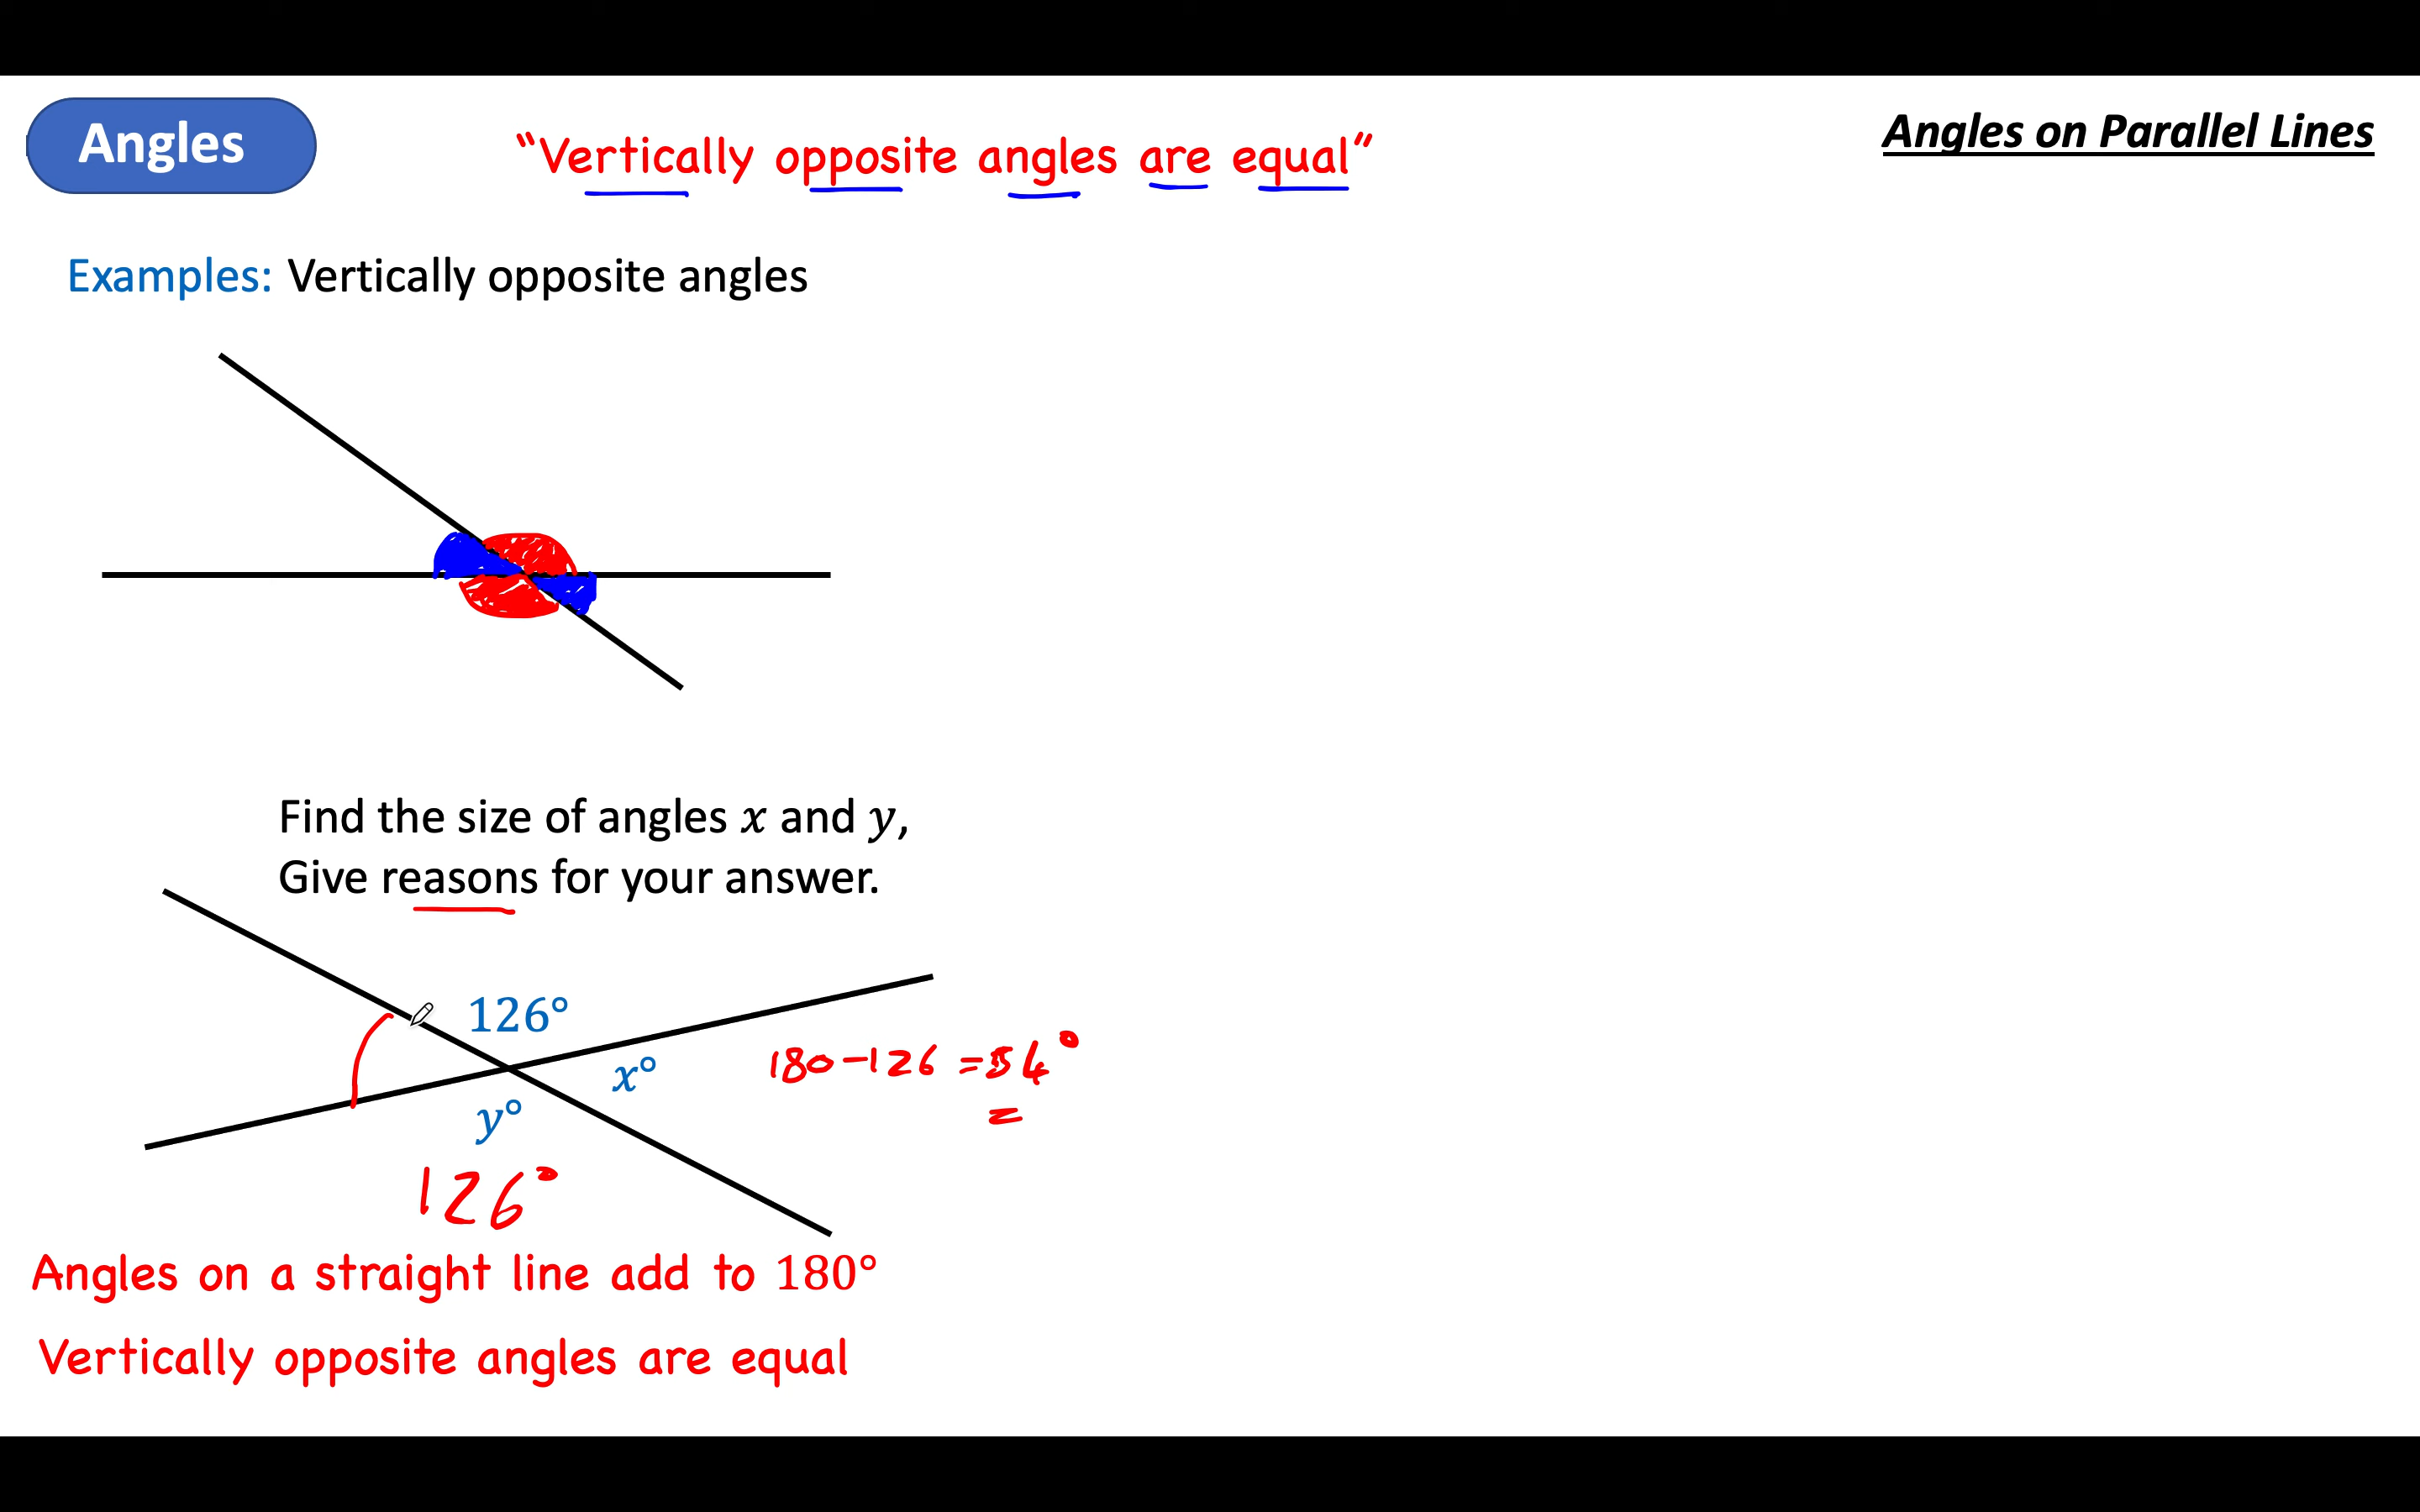 Angles
"Vertically opposite angles are equal"
Angles on Parallel Lines
Examples: Vertically opposite angles
Find the size of angles x and y,
Give reasons for your answer.
126°
x°
180-126=54°
y°
126°
Angles on a straight line add to 180°
Vertically opposite angles are equal